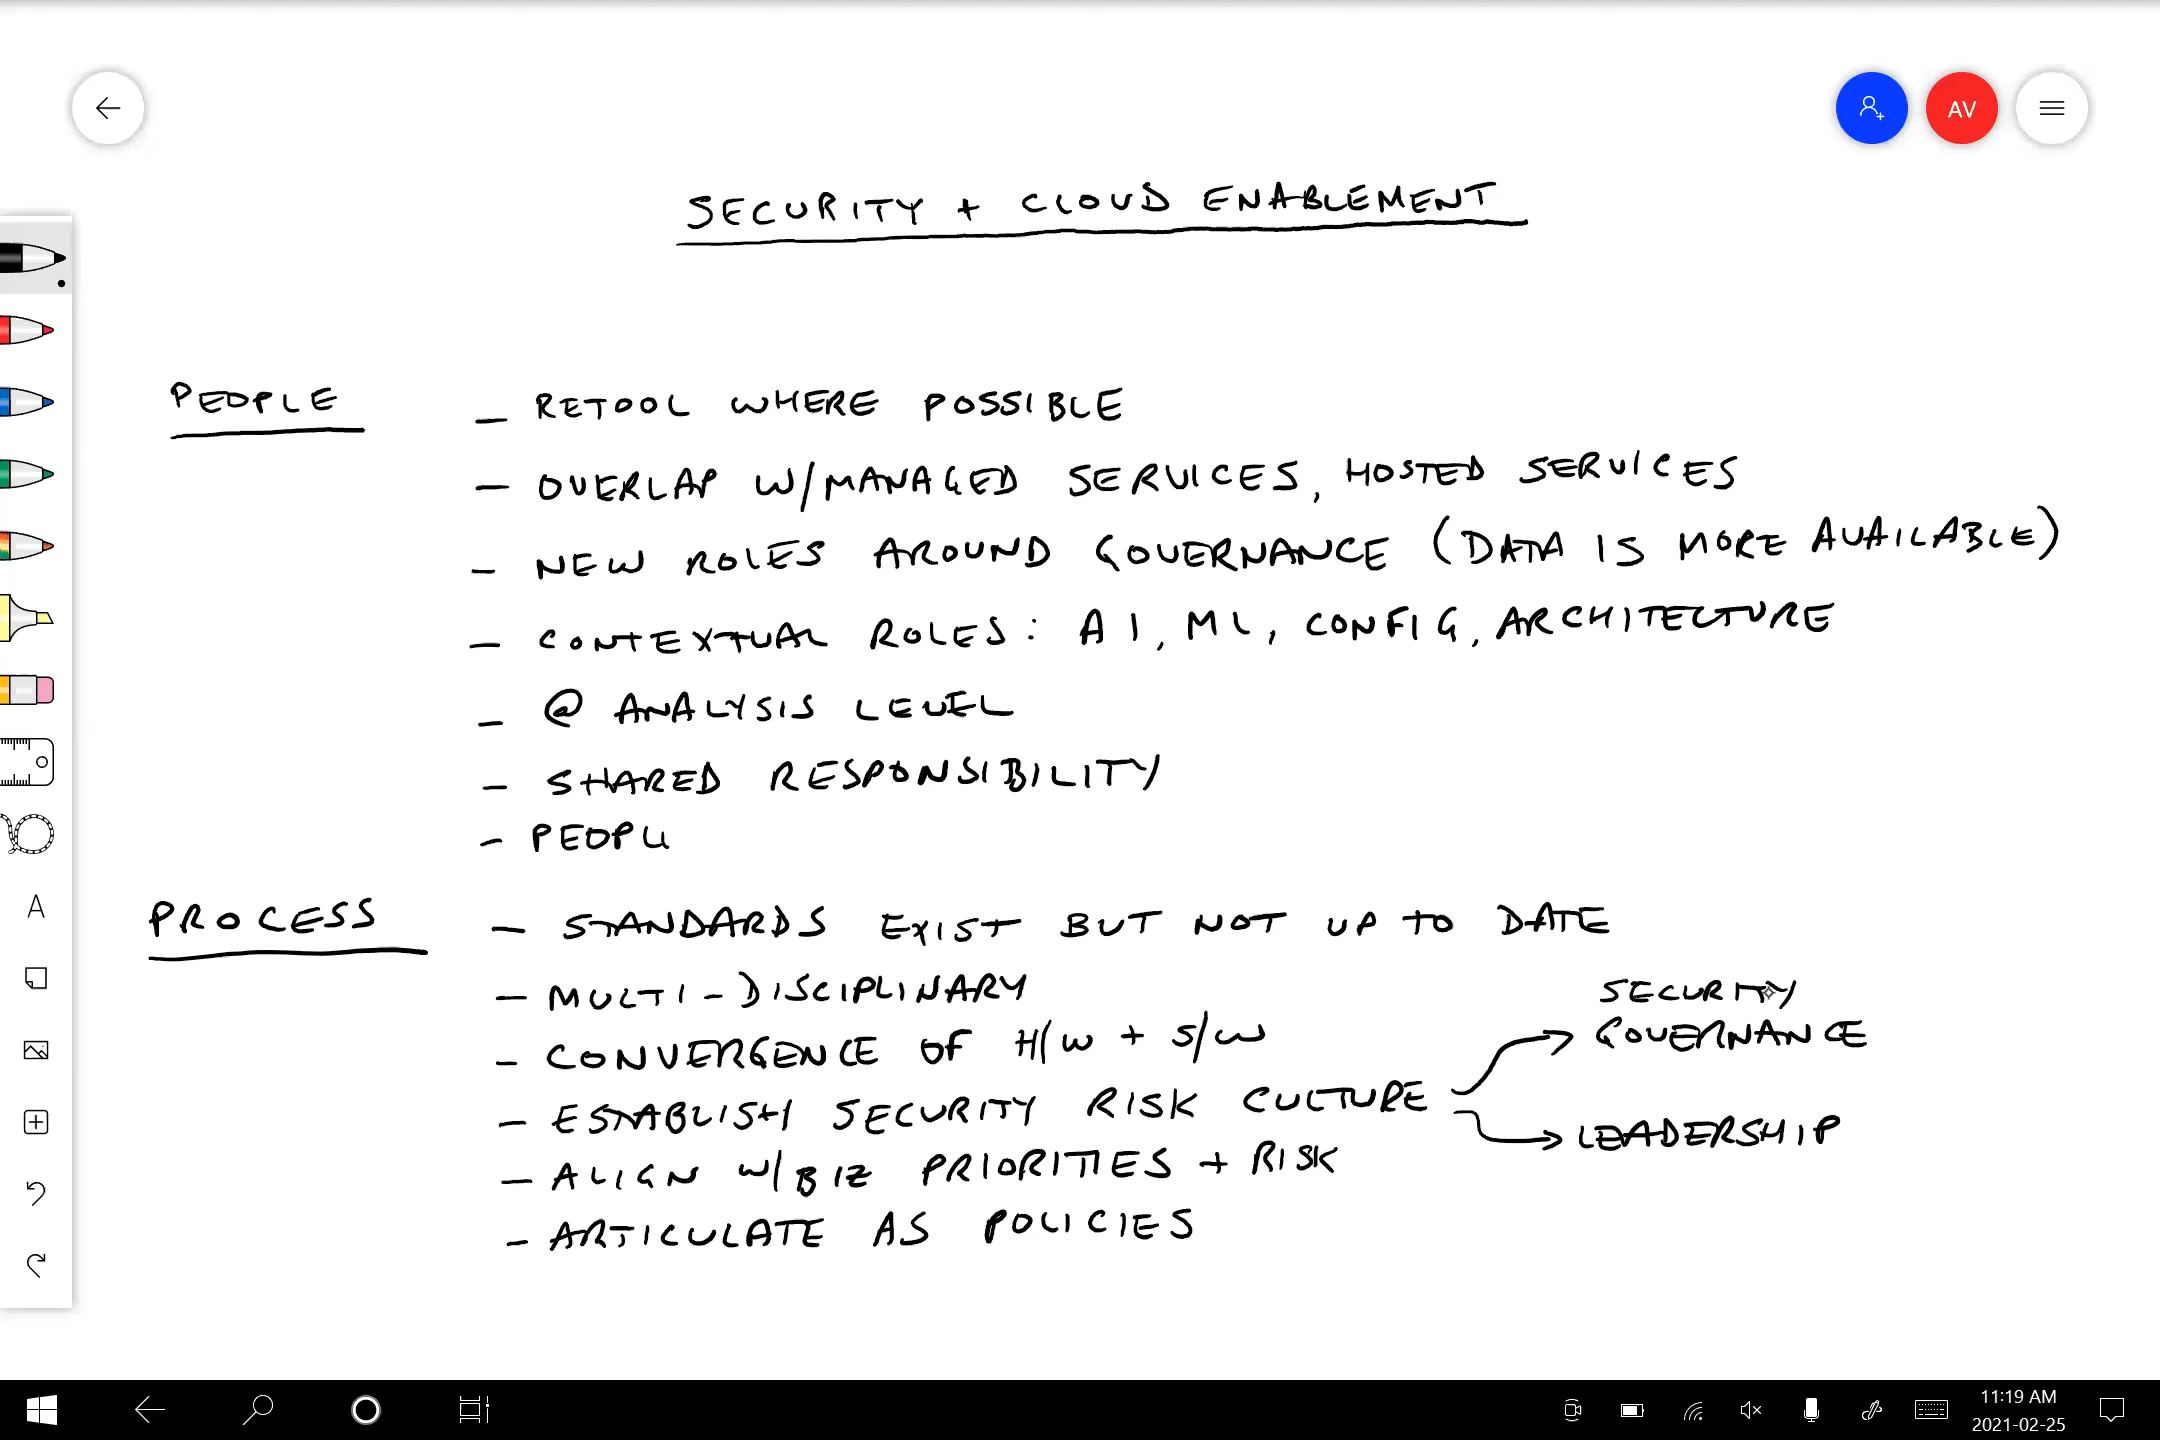 AV
SECURITY + CLOUD ENABLEMENT
PEOPLE
- RETOOL WHERE POSSIBLE
- OVERLAP W/MANAGED SERVICES, HOSTED SERVICES
- NEW ROLES AROUND GOVERNANCE (DATA IS MORE AVAILABLE)
- CONTEXTUAL ROLES: AI, ML, CONFIG, ARCHITECTURE
- @ ANALYSIS LEVEL
- SHARED RESPONSIBILITY
- PEOPL
A
PROCESS
- STANDARDS EXIST BUT NOT UP TO DATE
- MULTI-DISCIPLINARY
- CONVERGENCE OF H/W + S/W
- ESTABLISH SECURITY RISK CULTURE
SECURITY
GOVERNANCE
LEADERSHIP
- ALIGN W/BIZ PRIORITIES + RISK
- ARTICULATE AS POLICIES
11:19 AM
2021-02-25